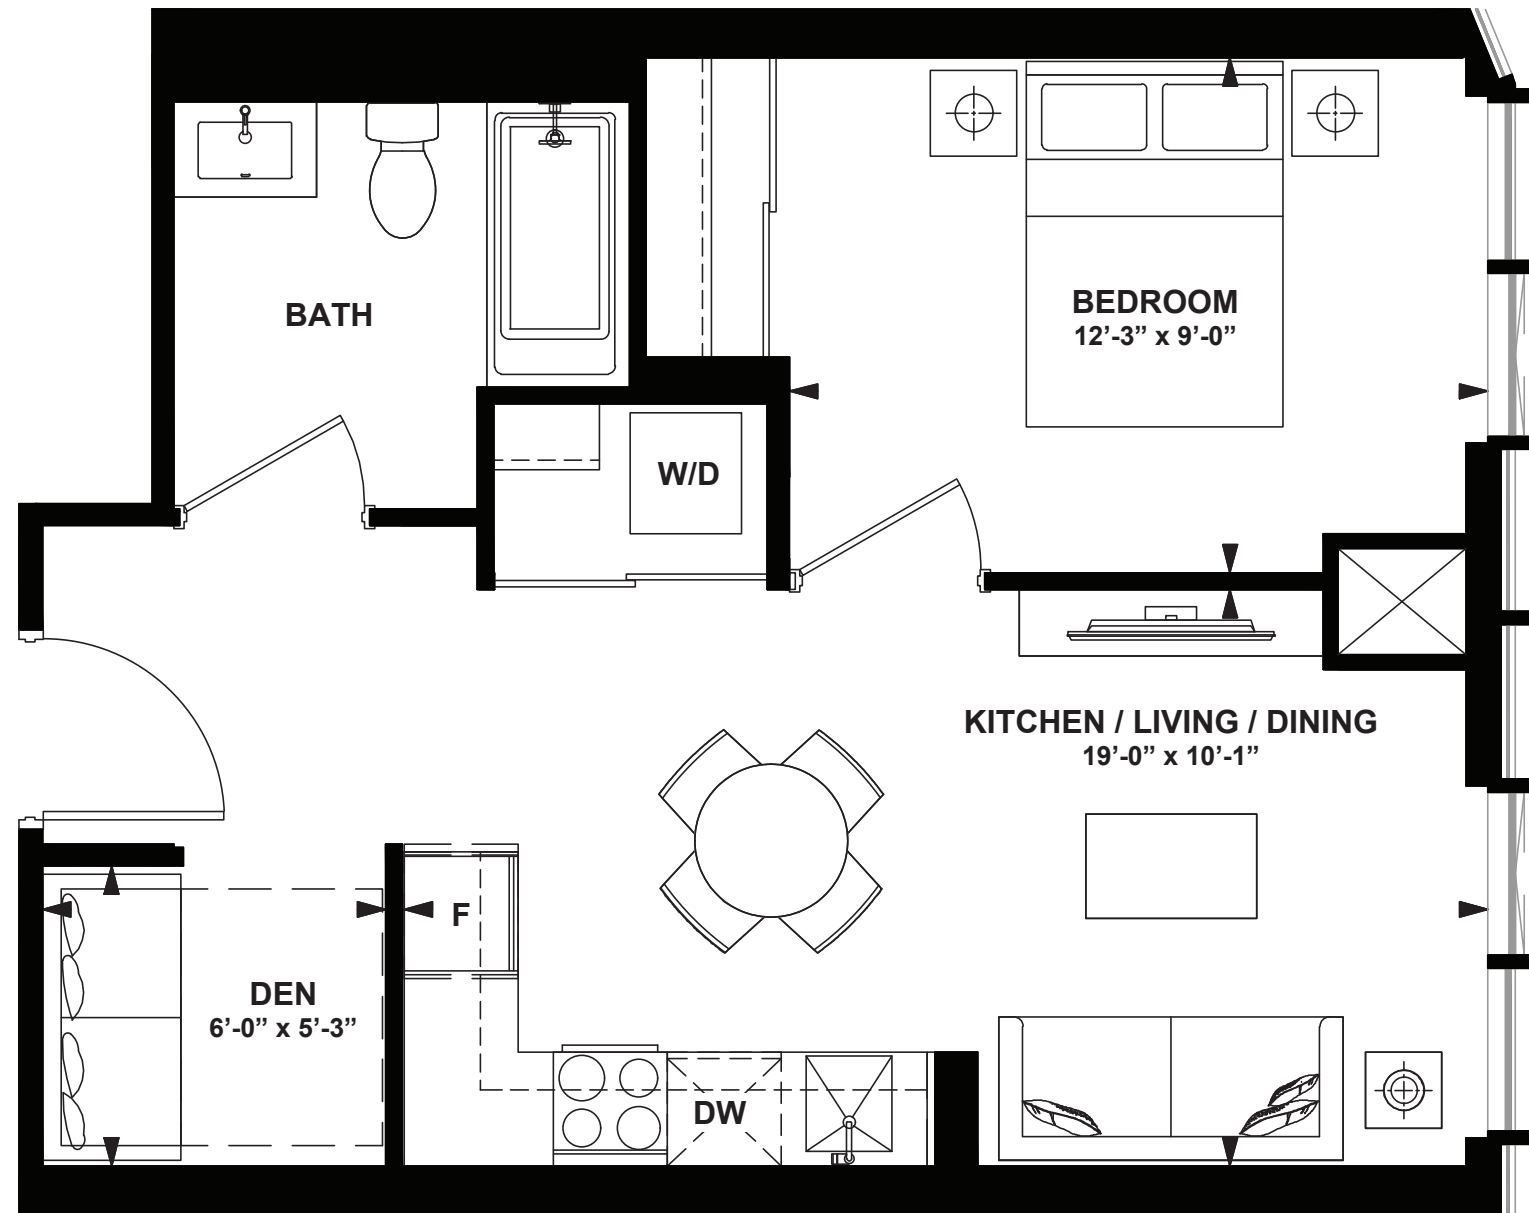 BATH
BEDROOM
12’-3” x 9’-0”
W/D
KITCHEN / LIVING / DINING
19’-0” x 10’-1”
F
DEN
6’-0” x 5’-3”
DW